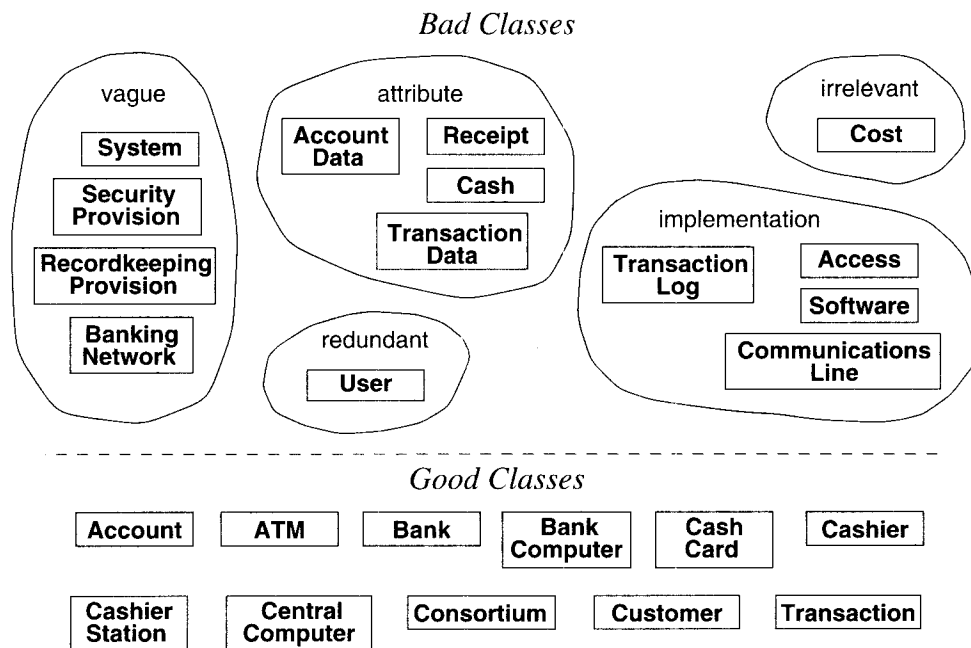 Bad Classes
vague
System
Security
Provision
Recordkeeping
Provision
Banking
Network
attribute
Account
Data
Receipt
Cash
Transaction
Data
redundant
User
irrelevant
Cost
implementation
Transaction
Log
Access
Software
Communications
Line
Good Classes
Account
ATM
Bank
Bank
Computer
Cash
Card
Cashier
Cashier
Station
Central
Computer
Consortium
Customer
Transaction